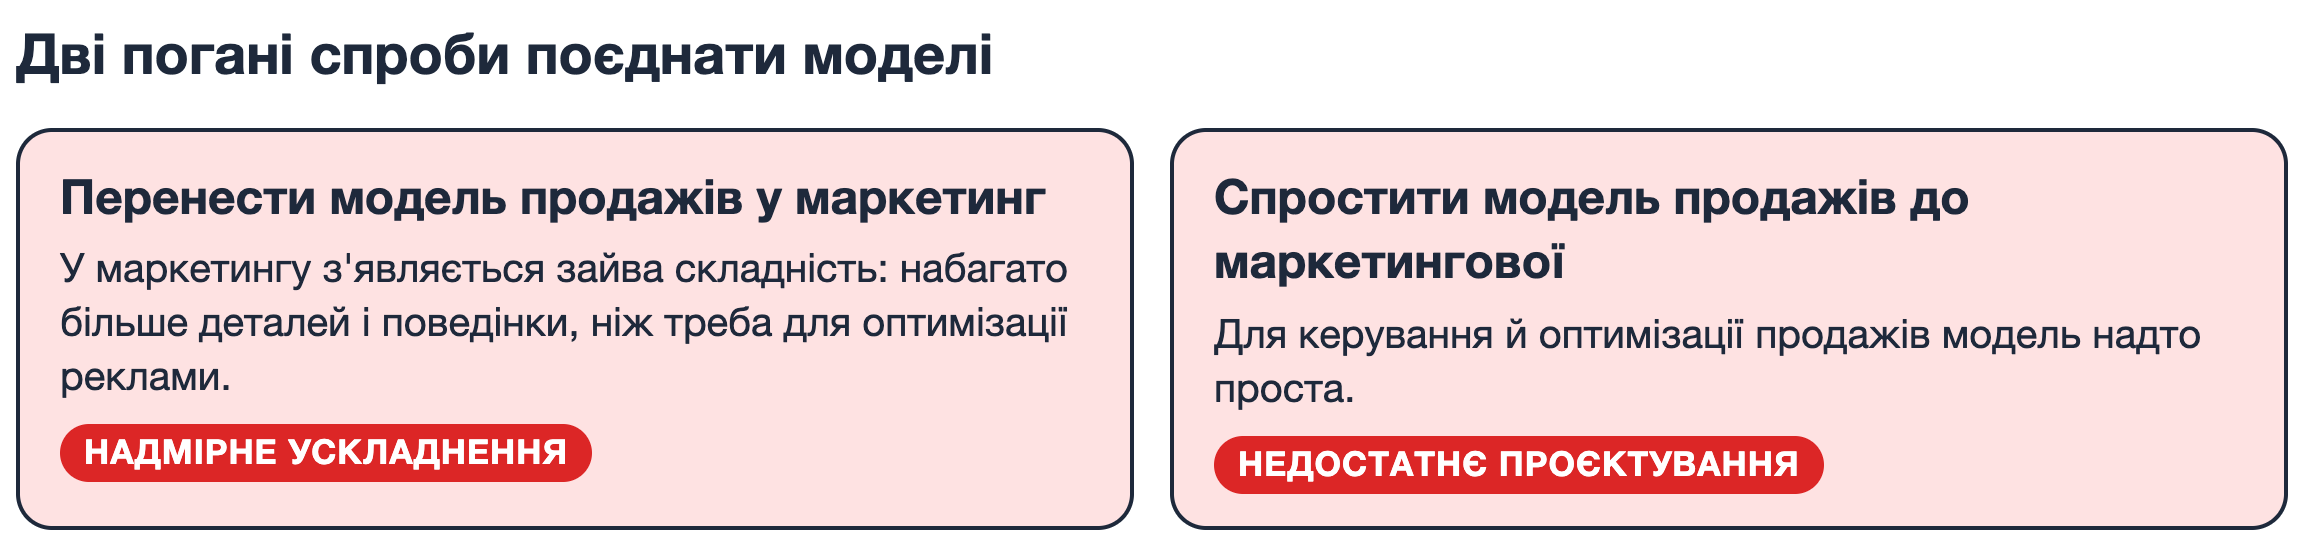 Дві погані спроби поєднати моделі
Перенести модель продажів у маркетинг
У маркетингу з'являється зайва складність: набагато
більше деталей і поведінки, ніж треба для оптимізації
реклами.
НАДМІРНЕ УСКЛАДНЕННЯ
Спростити модель продажів до
маркетингової
Для керування й оптимізації продажів модель надто
проста.
НЕДОСТАТНЄ ПРОЄКТУВАННЯ